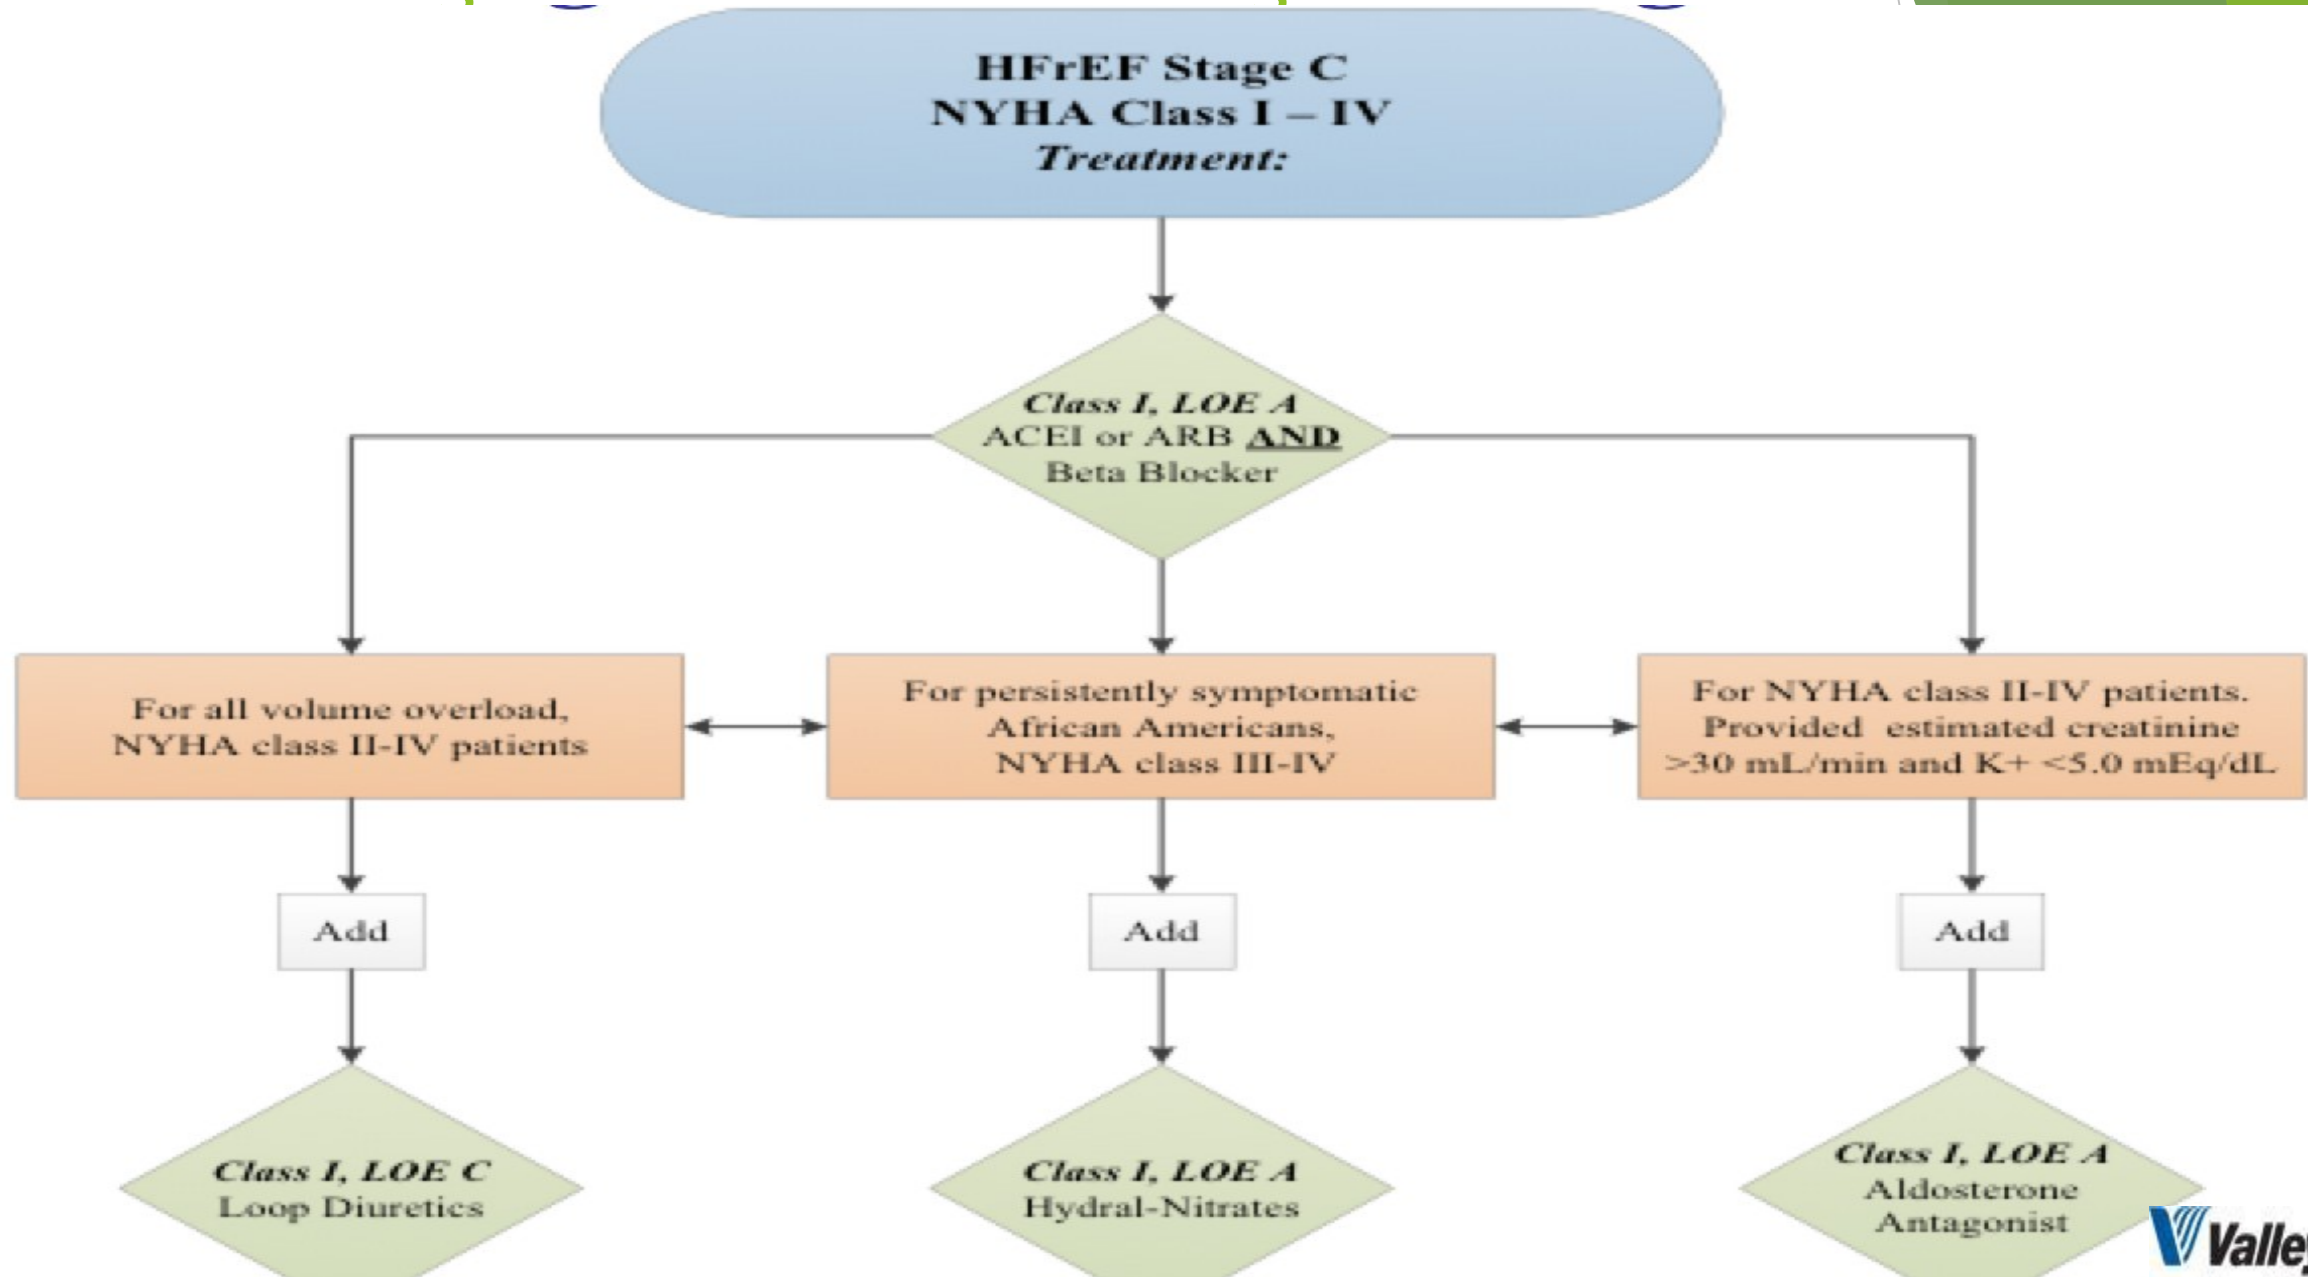 HFrEF Stage C
NYHA Class I – IV
Treatment:
Class I, LOE A
ACEI or ARB AND
Beta Blocker
For all volume overload,
NYHA class II-IV patients
For persistently symptomatic
African Americans,
NYHA class III-IV
For NYHA class II-IV patients.
Provided estimated creatinine
>30 mL/min and K+ <5.0 mEq/dL
Add
Add
Add
Class I, LOE C
Loop Diuretics
Class I, LOE A
Hydral-Nitrates
Class I, LOE A
Aldosterone
Antagonist